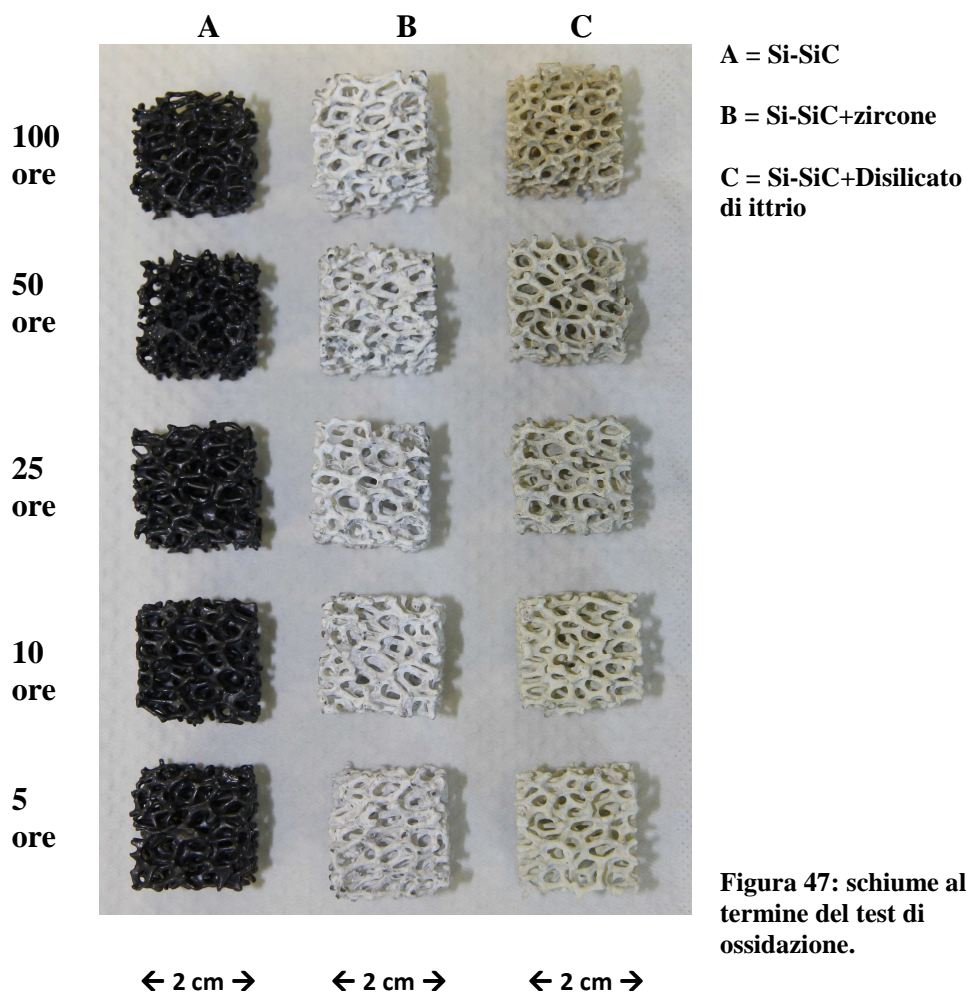 A B C
A = Si-SiC
B = Si-SiC+zircone
C = Si-SiC+Disilicato
di ittrio
100
ore
50
ore
25
ore
10
ore
5
ore
Figura 47: schiume al
termine del test di
ossidazione.
← 2 cm → ← 2 cm → ← 2 cm →